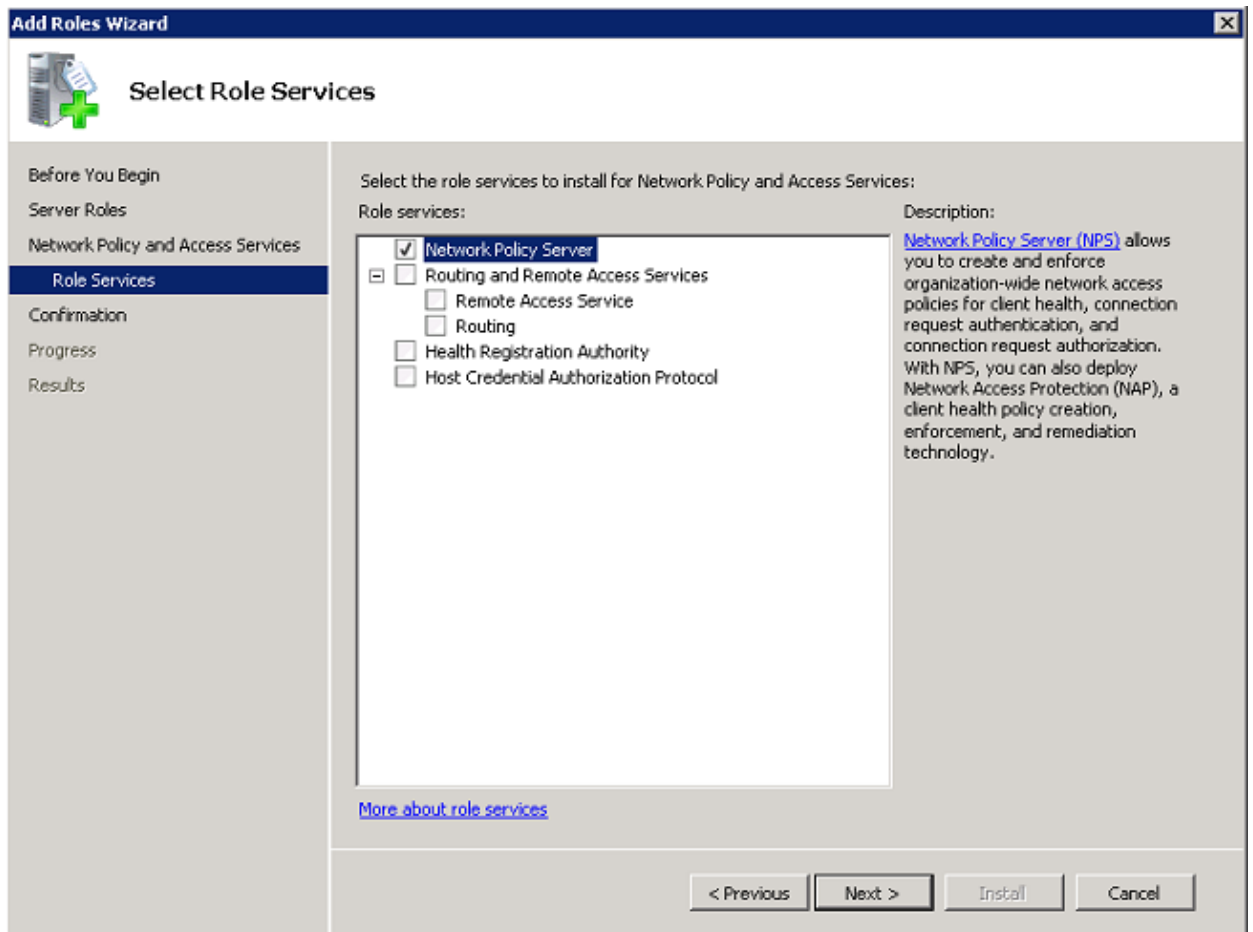 Add Roles Wizard
Select Role Services
Before You Begin
Server Roles
Network Policy and Access Services
Role Services
Confirmation
Progress
Results
Select the role services to install for Network Policy and Access Services:
Role services:
Network Policy Server
Routing and Remote Access Services
Remote Access Service
Routing
Health Registration Authority
Host Credential Authorization Protocol
More about role services
Description:
Network Policy Server (NPS) allows
you to create and enforce
organization-wide network access
policies for client health, connection
request authentication, and
connection request authorization.
With NPS, you can also deploy
Network Access Protection (NAP), a
client health policy creation,
enforcement, and remediation
technology.
< Previous
Next >
Install
Cancel